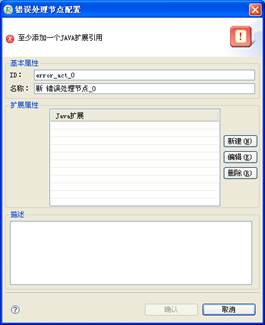 错误处理节点配置
至少添加一个JAVA扩展引用
基本属性
ID: error_act_0
名称: 新 错误处理节点_0
扩展属性
Java扩展
新建(N)
编辑(E)
删除(R)
描述
确认
取消